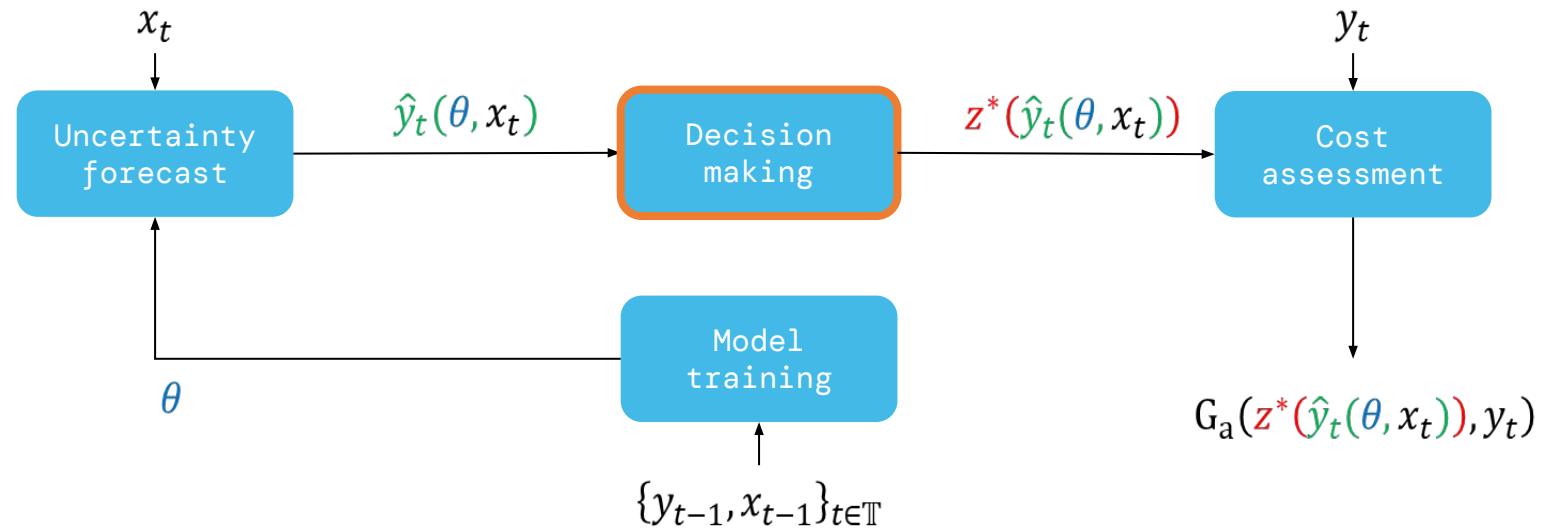 x_t
y_t
Uncertainty
forecast
ŷ_t(θ, x_t)
Decision
making
z*(ŷ_t(θ, x_t))
Cost
assessment
Model
training
θ
G_a(z*(ŷ_t(θ, x_t)), y_t)
{y_{t−1}, x_{t−1}}_{t∈𝕋}